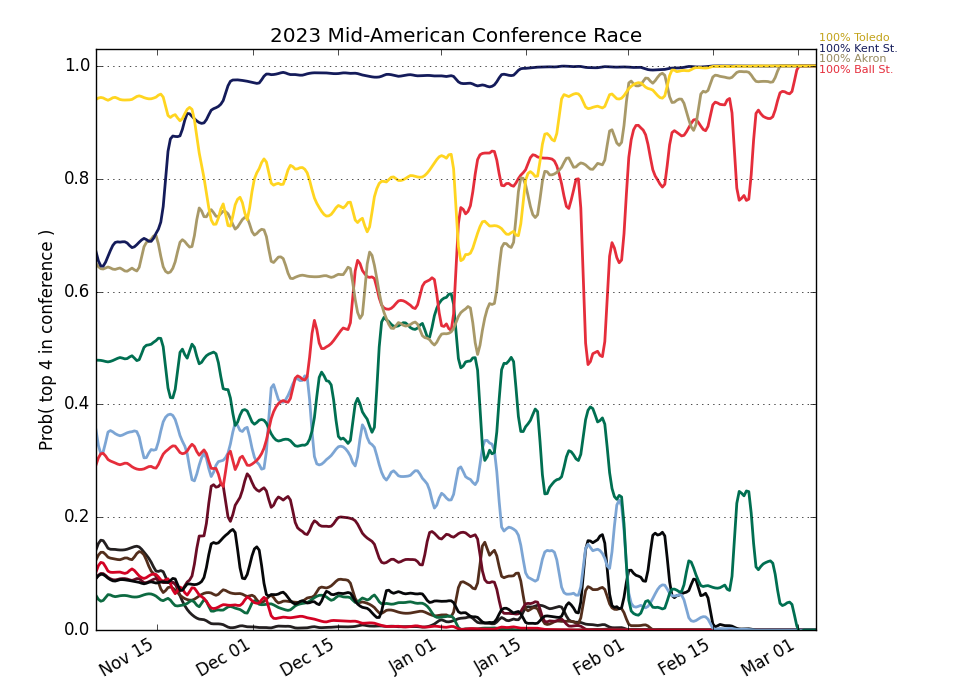 2023 Mid-American Conference Race
100% Toledo
100% Kent St.
100% Akron
100% Ball St.
Prob( top 4 in conference )
1.0
0.8
0.6
0.4
0.2
0.0
Nov 15
Dec 01
Dec 15
Jan 01
Jan 15
Feb 01
Feb 15
Mar 01